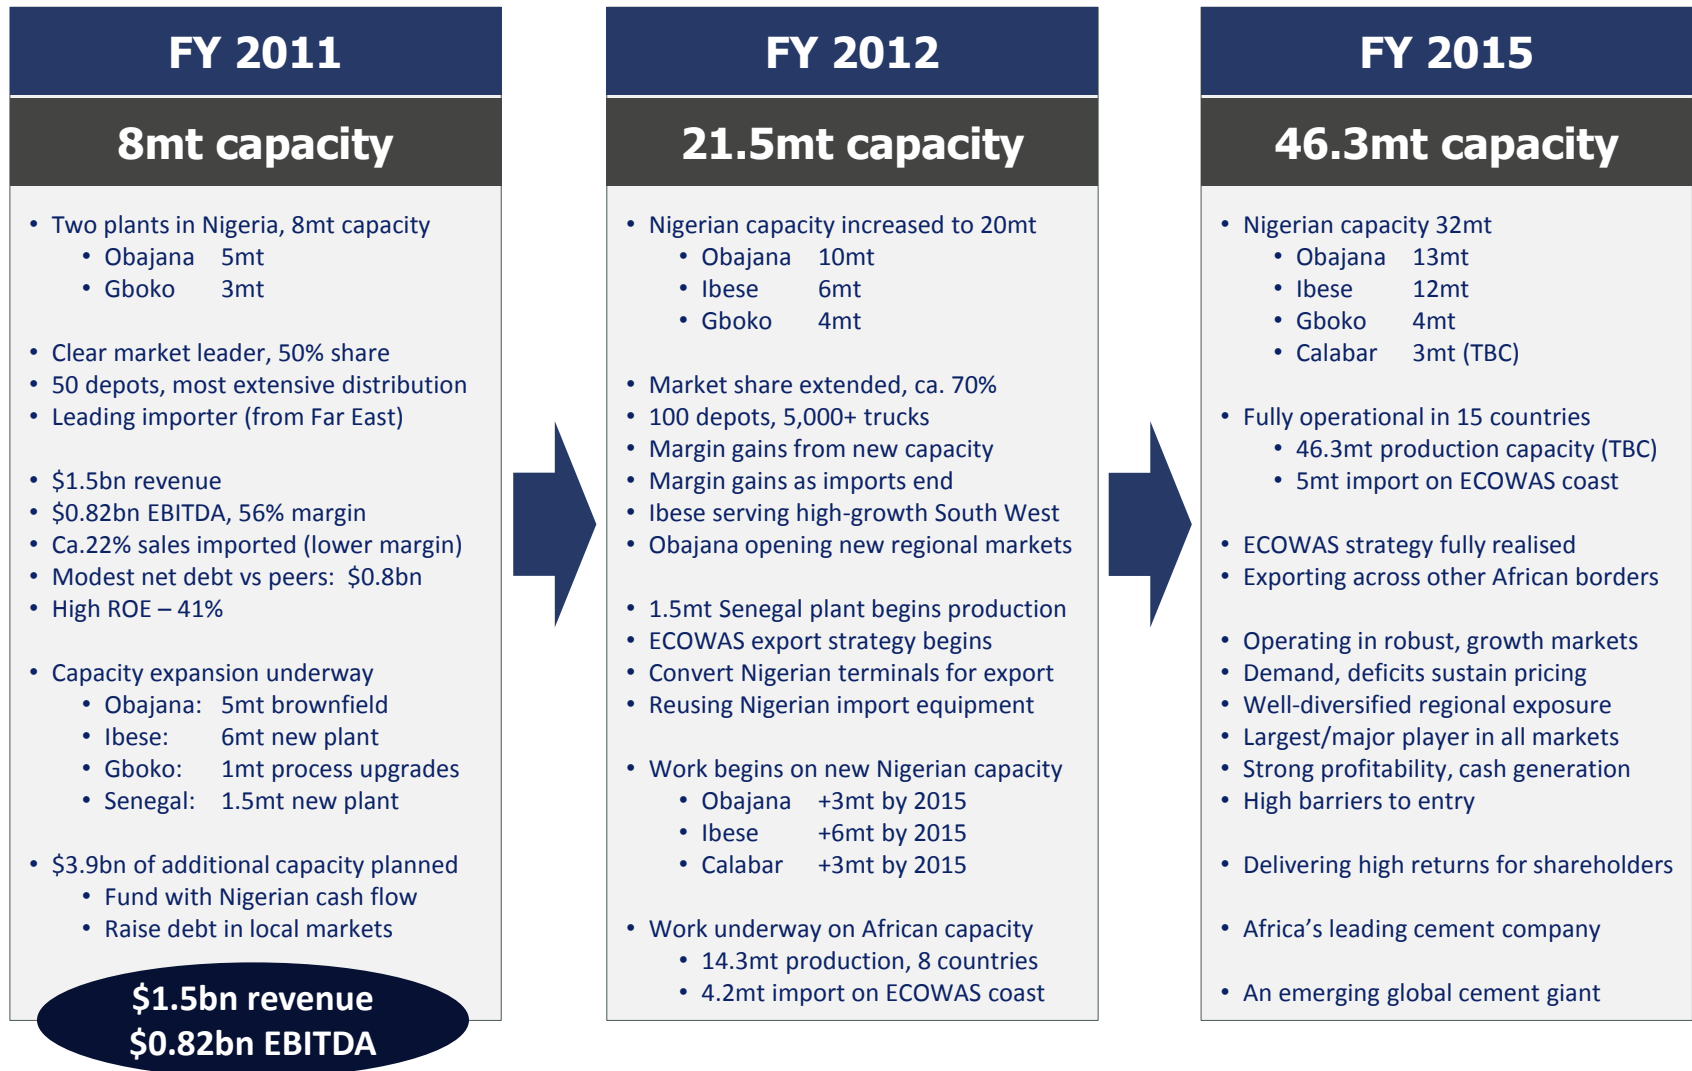 FY 2011
8mt capacity
• Two plants in Nigeria, 8mt capacity
• Obajana 5mt
• Gboko 3mt
• Clear market leader, 50% share
• 50 depots, most extensive distribution
• Leading importer (from Far East)
• $1.5bn revenue
• $0.82bn EBITDA, 56% margin
• Ca.22% sales imported (lower margin)
• Modest net debt vs peers: $0.8bn
• High ROE – 41%
• Capacity expansion underway
• Obajana: 5mt brownfield
• Ibese: 6mt new plant
• Gboko: 1mt process upgrades
• Senegal: 1.5mt new plant
• $3.9bn of additional capacity planned
• Fund with Nigerian cash flow
• Raise debt in local markets
$1.5bn revenue
$0.82bn EBITDA
FY 2012
21.5mt capacity
• Nigerian capacity increased to 20mt
• Obajana 10mt
• Ibese 6mt
• Gboko 4mt
• Market share extended, ca. 70%
• 100 depots, 5,000+ trucks
• Margin gains from new capacity
• Margin gains as imports end
• Ibese serving high-growth South West
• Obajana opening new regional markets
• 1.5mt Senegal plant begins production
• ECOWAS export strategy begins
• Convert Nigerian terminals for export
• Reusing Nigerian import equipment
• Work begins on new Nigerian capacity
• Obajana +3mt by 2015
• Ibese +6mt by 2015
• Calabar +3mt by 2015
• Work underway on African capacity
• 14.3mt production, 8 countries
• 4.2mt import on ECOWAS coast
FY 2015
46.3mt capacity
• Nigerian capacity 32mt
• Obajana 13mt
• Ibese 12mt
• Gboko 4mt
• Calabar 3mt (TBC)
• Fully operational in 15 countries
• 46.3mt production capacity (TBC)
• 5mt import on ECOWAS coast
• ECOWAS strategy fully realised
• Exporting across other African borders
• Operating in robust, growth markets
• Demand, deficits sustain pricing
• Well-diversified regional exposure
• Largest/major player in all markets
• Strong profitability, cash generation
• High barriers to entry
• Delivering high returns for shareholders
• Africa's leading cement company
• An emerging global cement giant